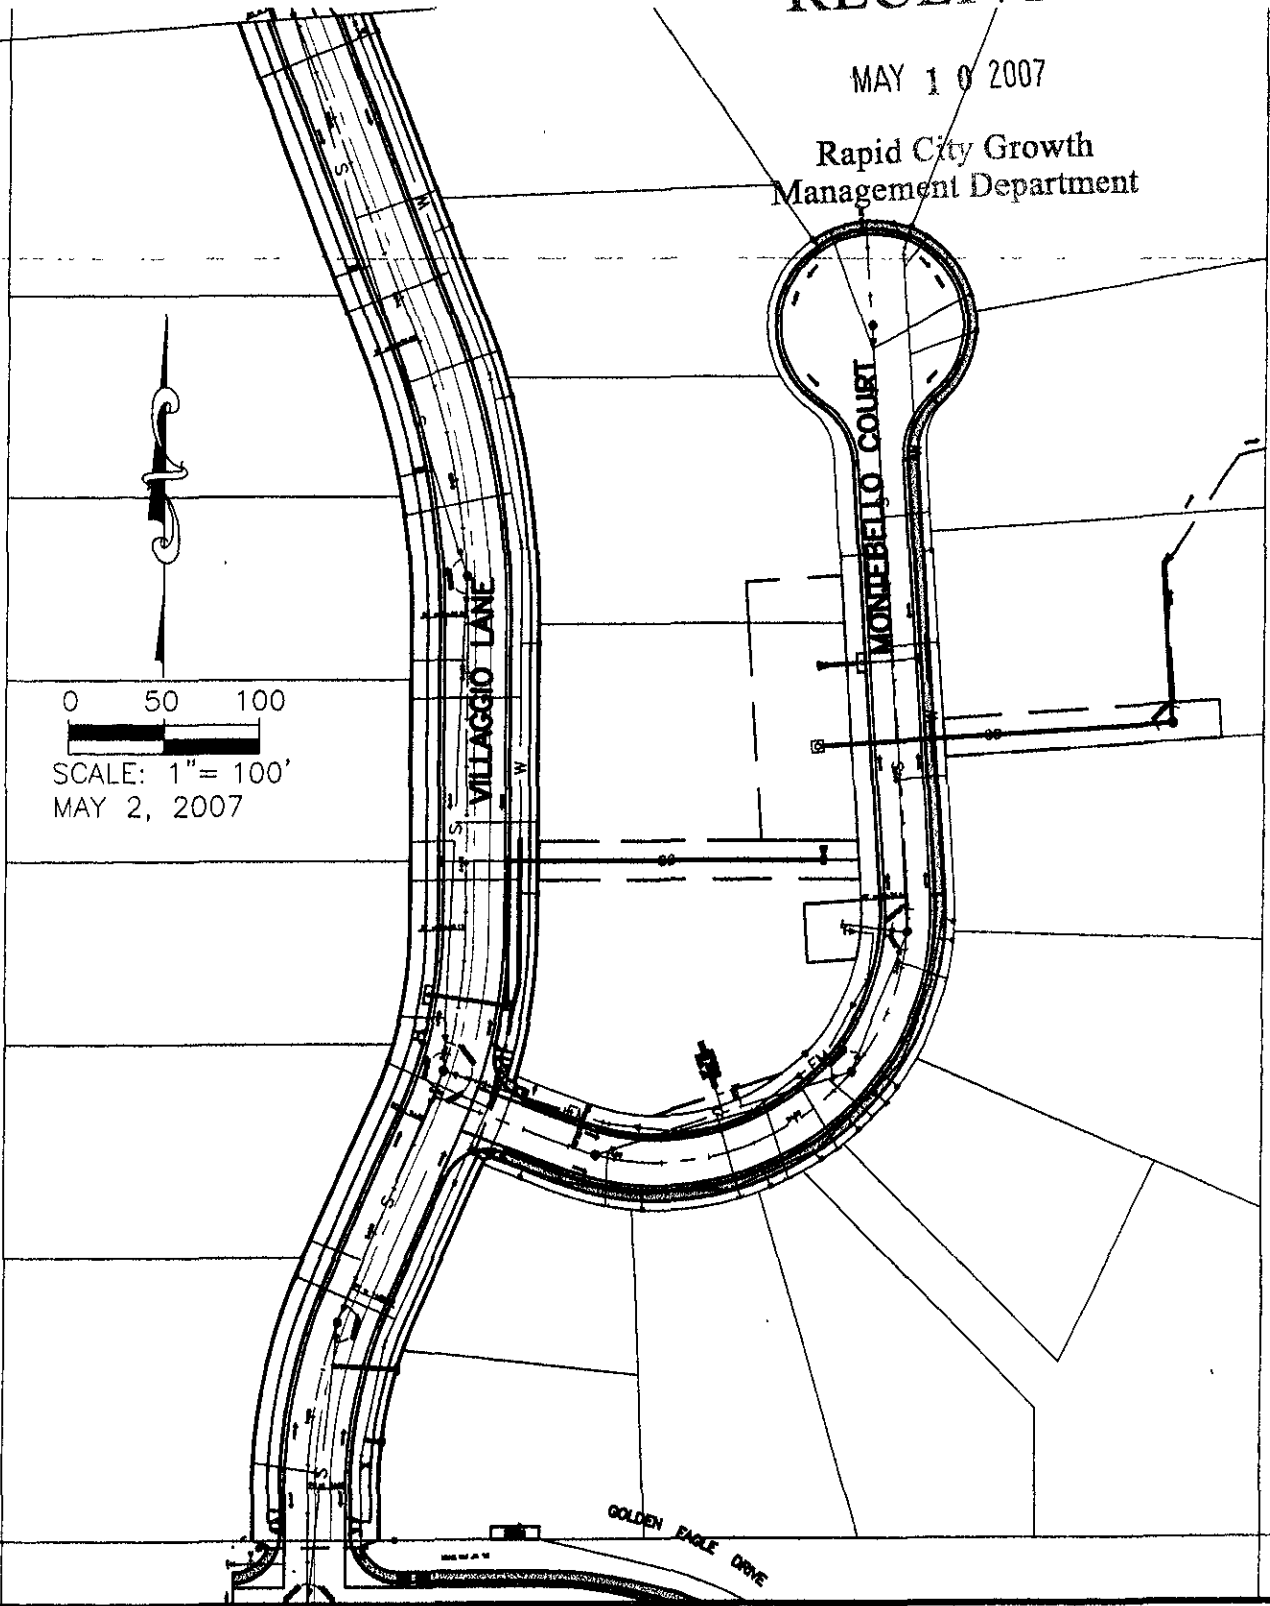 MAY 1 0 2007
Rapid City Growth
Management Department
MONTEBELLO COURT
VILLAGGIO LANE
0 50 100
SCALE: 1"= 100'
MAY 2, 2007
GOLDEN EAGLE DRIVE
S
S
S
S
W
W
W